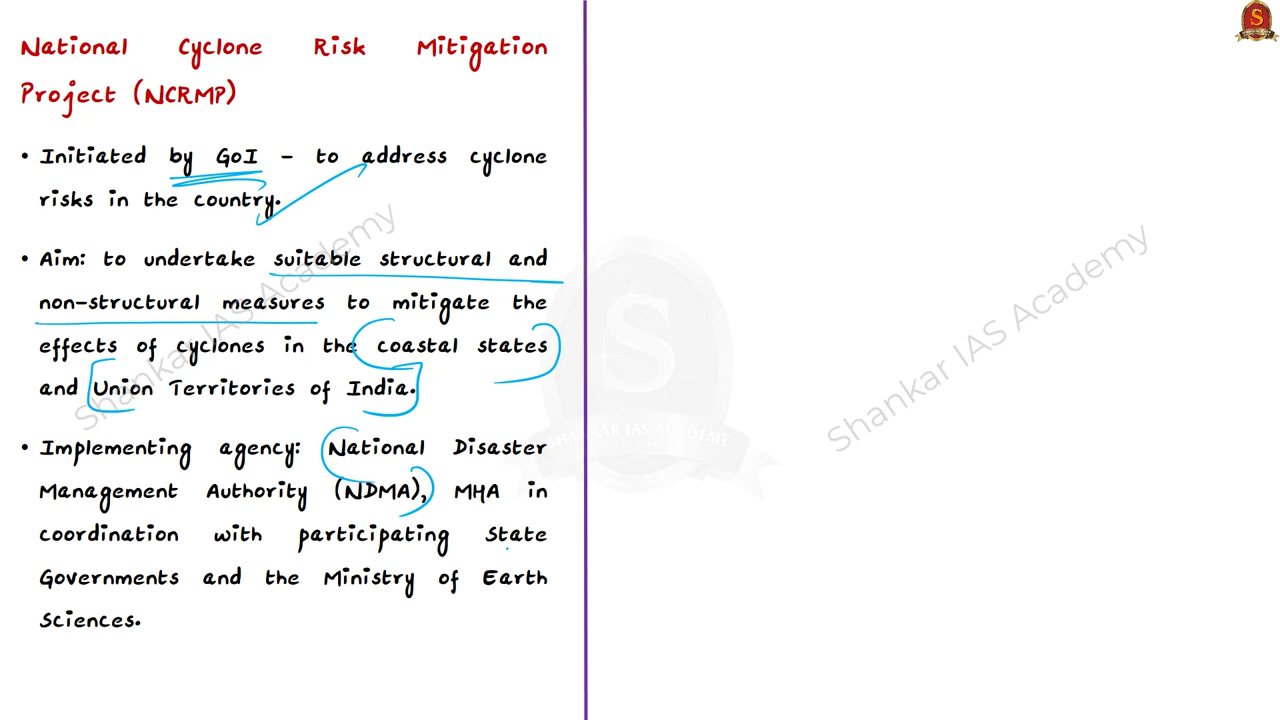 National Cyclone Risk Mitigation
Project (NCRMP)
• Initiated by GoI - to address cyclone
risks in the country.
• Aim: to undertake suitable structural and
non-structural measures to mitigate the
effects of cyclones in the coastal states
and Union Territories of India.
• Implementing agency: National Disaster
Management Authority (NDMA), MHA in
coordination with participating State
Governments and the Ministry of Earth
Sciences.
Shankar IAS Academy
Shankar IAS Academy
S
SHANKAR IAS ACADEMY
S